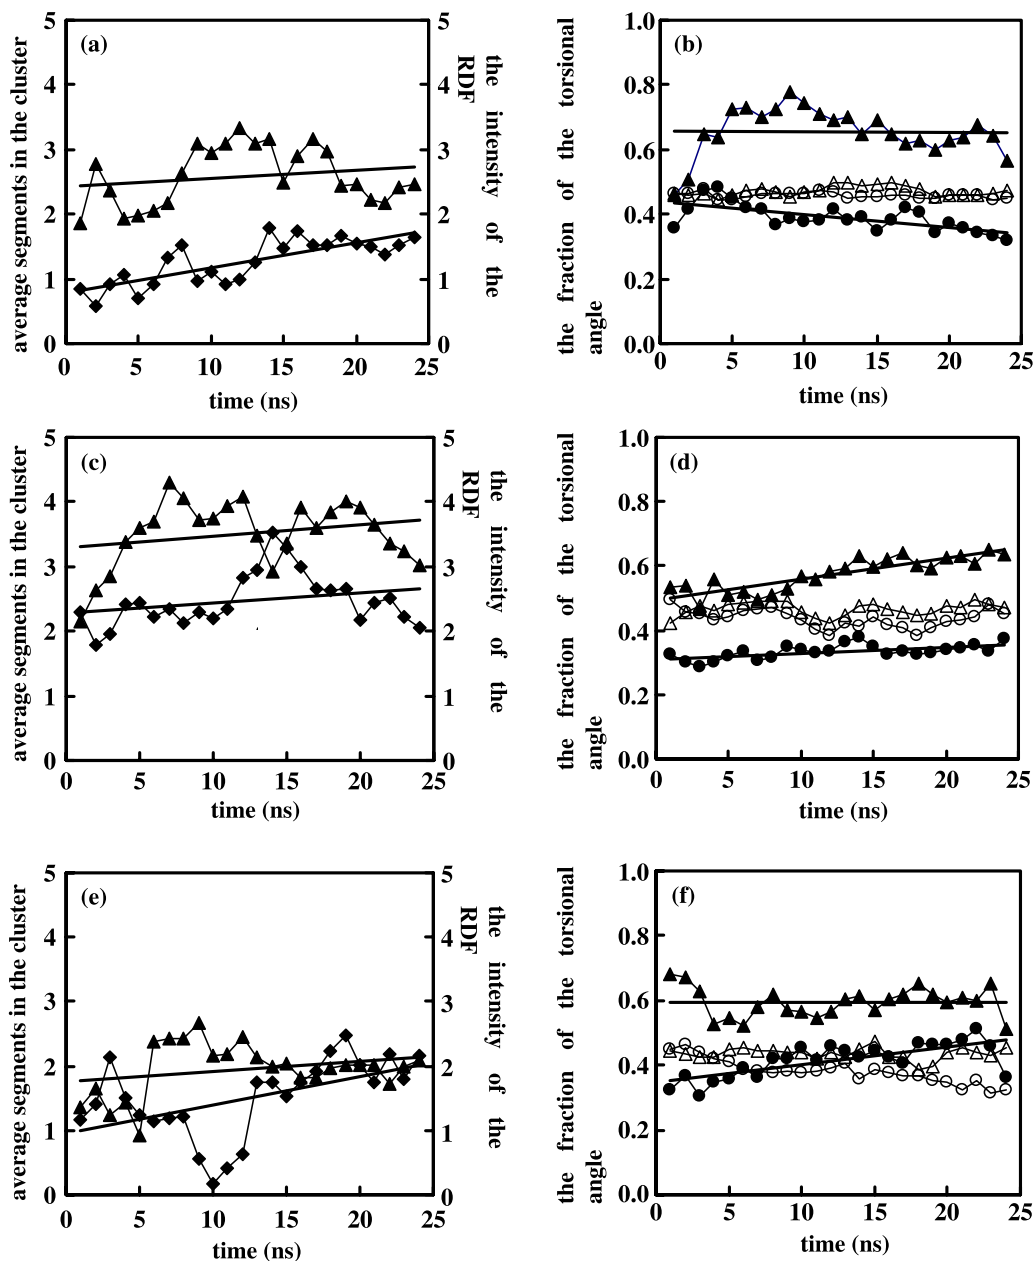 (a)
average segments in the cluster
5
4
3
2
1
0
5
4
3
2
1
0
the intensity of the
RDF
0 5 10 15 20 25
time (ns)
(b)
the fraction of the torsional
angle
1.0
0.8
0.6
0.4
0.2
0.0
0 5 10 15 20 25
time (ns)
(c)
average segments in the cluster
5
4
3
2
1
0
5
4
3
2
1
0
the intensity of the
RDF
0 5 10 15 20 25
time (ns)
(d)
the fraction of the torsional
angle
1.0
0.8
0.6
0.4
0.2
0.0
0 5 10 15 20 25
time (ns)
(e)
average segments in the cluster
5
4
3
2
1
0
5
4
3
2
1
0
the intensity of the
RDF
0 5 10 15 20 25
time (ns)
(f)
the fraction of the torsional
angle
1.0
0.8
0.6
0.4
0.2
0.0
0 5 10 15 20 25
time (ns)